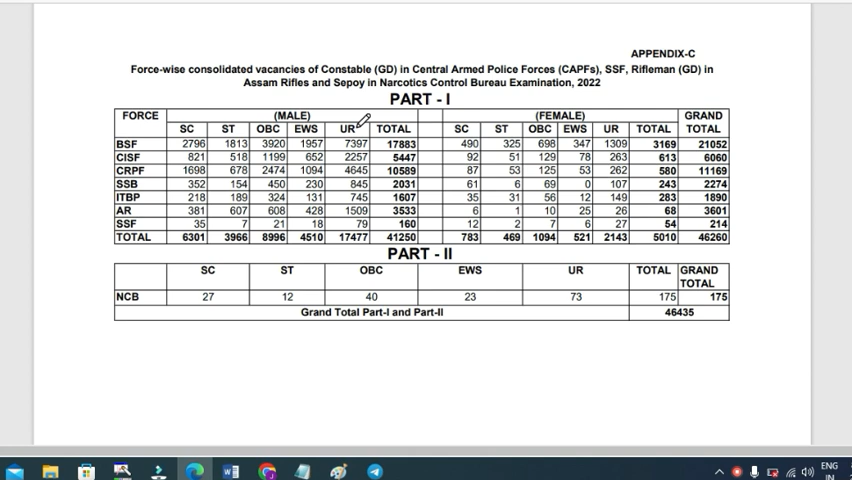 APPENDIX-C
Force-wise consolidated vacancies of Constable (GD) in Central Armed Police Forces (CAPFs), SSF, Rifleman (GD) in
Assam Rifles and Sepoy in Narcotics Control Bureau Examination, 2022
PART - I
FORCE (MALE) (FEMALE) GRAND TOTAL
SC ST OBC EWS UR TOTAL SC ST OBC EWS UR TOTAL
BSF 2796 1813 3920 1957 7397 17883 490 325 698 347 1309 3169 21052
CISF 821 518 1199 652 2257 5447 92 51 129 78 263 613 6060
CRPF 1698 678 2474 1094 4645 10589 87 53 125 53 262 580 11169
SSB 352 154 450 230 845 2031 61 6 69 0 107 243 2274
ITBP 218 189 324 131 745 1607 35 31 56 12 149 283 1890
AR 381 607 608 428 1509 3533 6 1 10 25 26 68 3601
SSF 35 7 21 18 79 160 12 2 7 6 27 54 214
TOTAL 6301 3966 8996 4510 17477 41250 783 469 1094 521 2143 5010 46260
PART - II
SC ST OBC EWS UR TOTAL GRAND TOTAL
NCB 27 12 40 23 73 175 175
Grand Total Part-I and Part-II 46435
ENG
IN